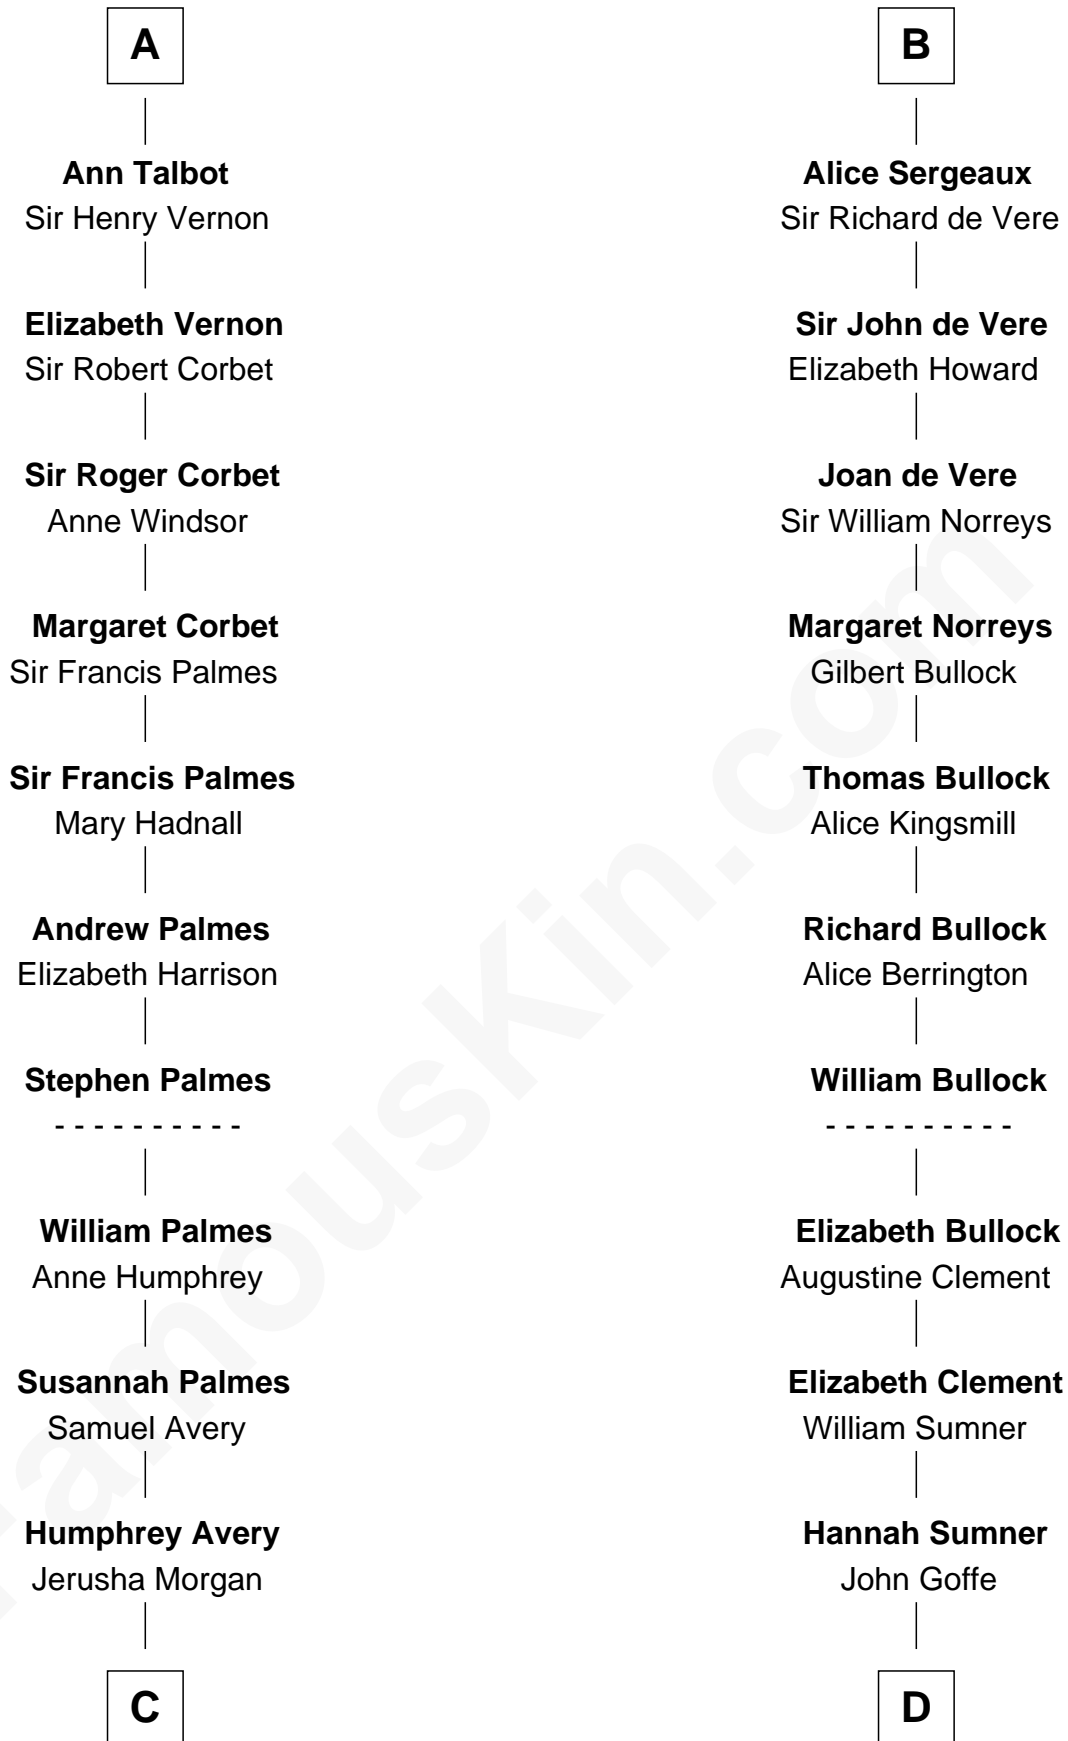 A
Ann Talbot
Sir Henry Vernon
Elizabeth Vernon
Sir Robert Corbet
Sir Roger Corbet
Anne Windsor
Margaret Corbet
Sir Francis Palmes
Sir Francis Palmes
Mary Hadnall
Andrew Palmes
Elizabeth Harrison
Stephen Palmes
- - - - - - - - - -
William Palmes
Anne Humphrey
Susannah Palmes
Samuel Avery
Humphrey Avery
Jerusha Morgan
C
B
Alice Sergeaux
Sir Richard de Vere
Sir John de Vere
Elizabeth Howard
Joan de Vere
Sir William Norreys
Margaret Norreys
Gilbert Bullock
Thomas Bullock
Alice Kingsmill
Richard Bullock
Alice Berrington
William Bullock
- - - - - - - - - -
Elizabeth Bullock
Augustine Clement
Elizabeth Clement
William Sumner
Hannah Sumner
John Goffe
D
FamousKin.com